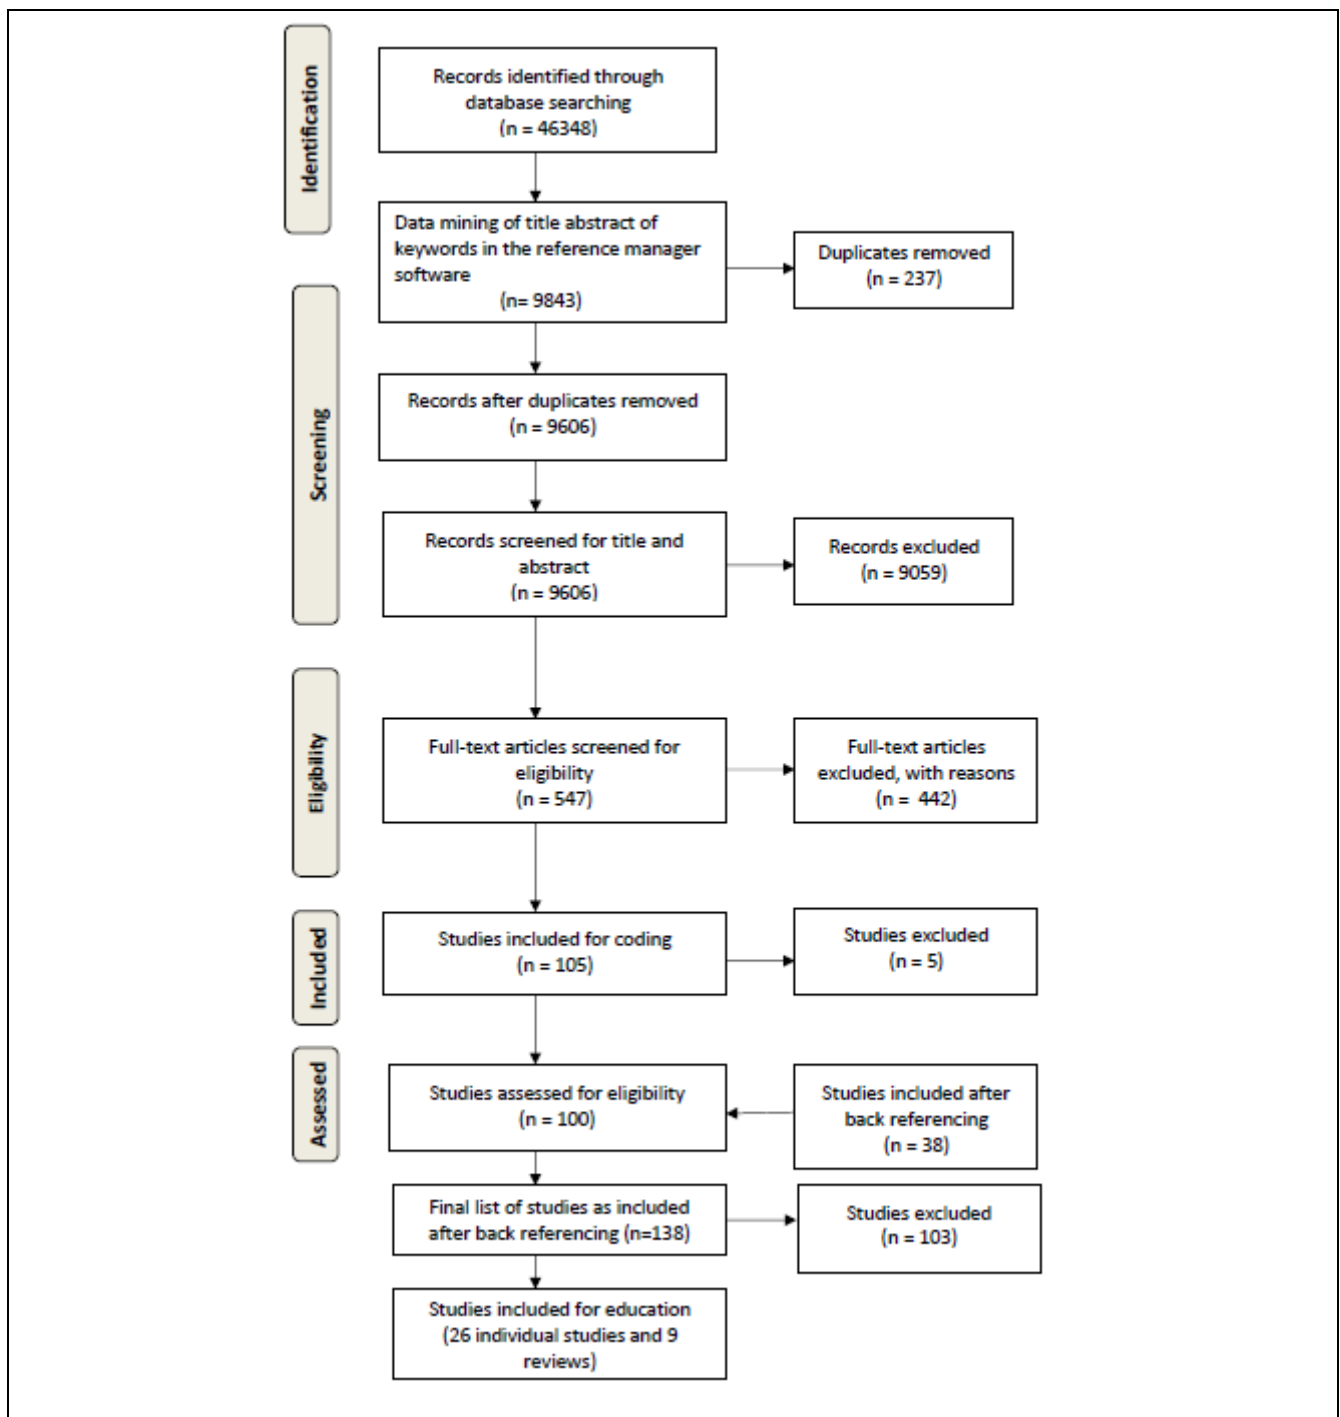 Identification
Records identified through
database searching
(n = 46348)
Data mining of title abstract of
keywords in the reference manager
software
(n= 9843)
Duplicates removed
(n = 237)
Screening
Records after duplicates removed
(n = 9606)
Records screened for title and
abstract
(n = 9606)
Records excluded
(n = 9059)
Eligibility
Full-text articles screened for
eligibility
(n = 547)
Full-text articles
excluded, with reasons
(n = 442)
Included
Studies included for coding
(n = 105)
Studies excluded
(n = 5)
Assessed
Studies assessed for eligibility
(n = 100)
Studies included after
back referencing
(n = 38)
Final list of studies as included
after back referencing (n=138)
Studies excluded
(n = 103)
Studies included for education
(26 individual studies and 9
reviews)